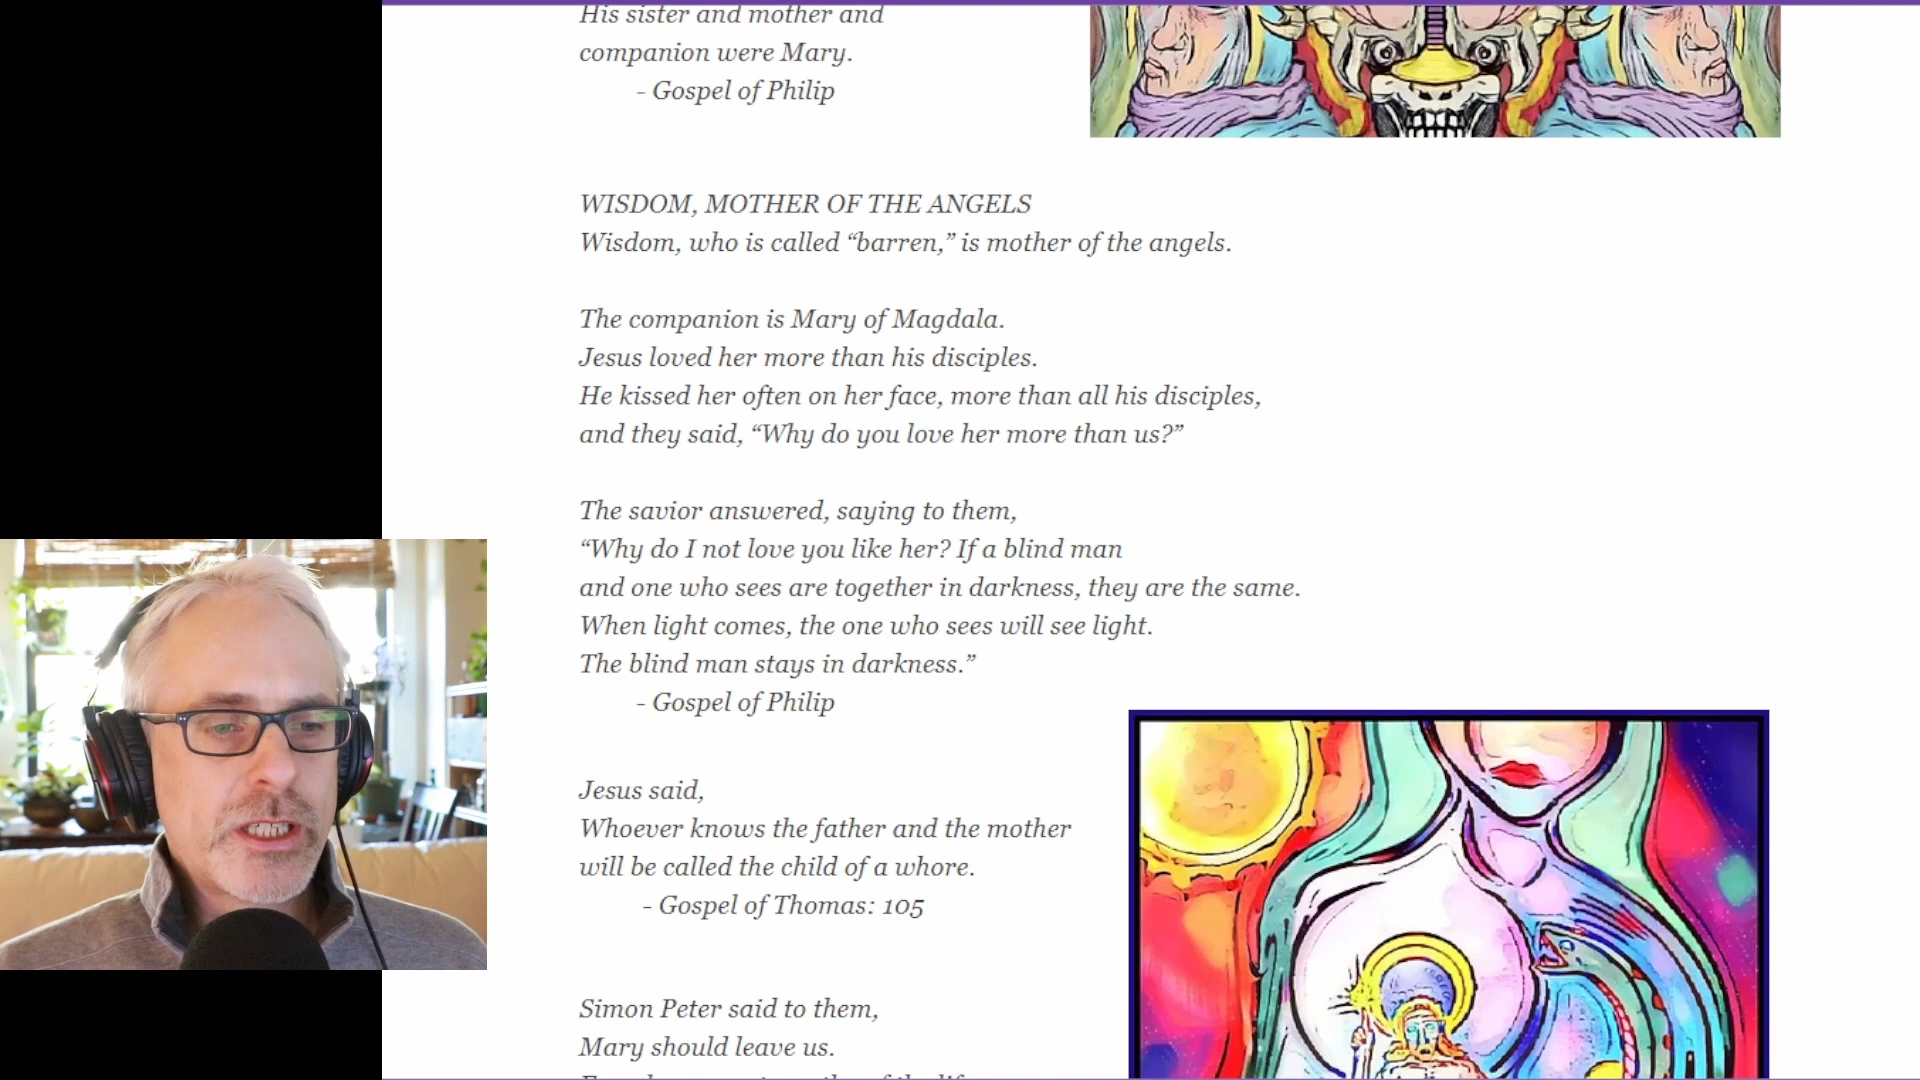 His sister and mother and
companion were Mary.
- Gospel of Philip
WISDOM, MOTHER OF THE ANGELS
Wisdom, who is called “barren,” is mother of the angels.
The companion is Mary of Magdala.
Jesus loved her more than his disciples.
He kissed her often on her face, more than all his disciples,
and they said, “Why do you love her more than us?”
The savior answered, saying to them,
“Why do I not love you like her? If a blind man
and one who sees are together in darkness, they are the same.
When light comes, the one who sees will see light.
The blind man stays in darkness.”
- Gospel of Philip
Jesus said,
Whoever knows the father and the mother
will be called the child of a whore.
- Gospel of Thomas: 105
Simon Peter said to them,
Mary should leave us.